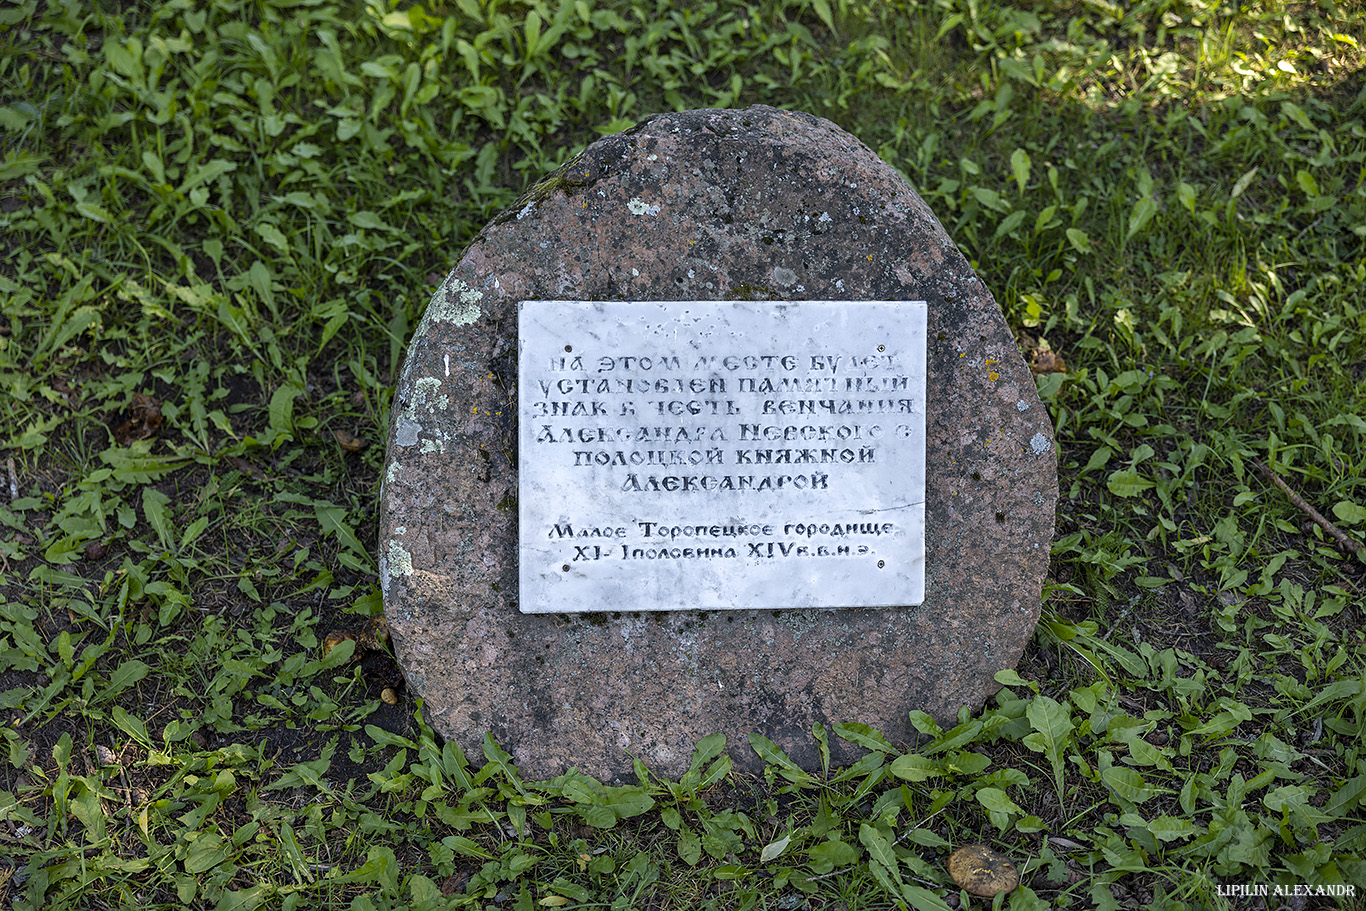 На этом месте будет
установлен памятный
знак в честь венчания
Александра Невского с
полоцкой княжной
Александрой
Малое Торопецкое городище.
XI- I половина XIV в.в.н.э.
LIPILIN ALEXANDR